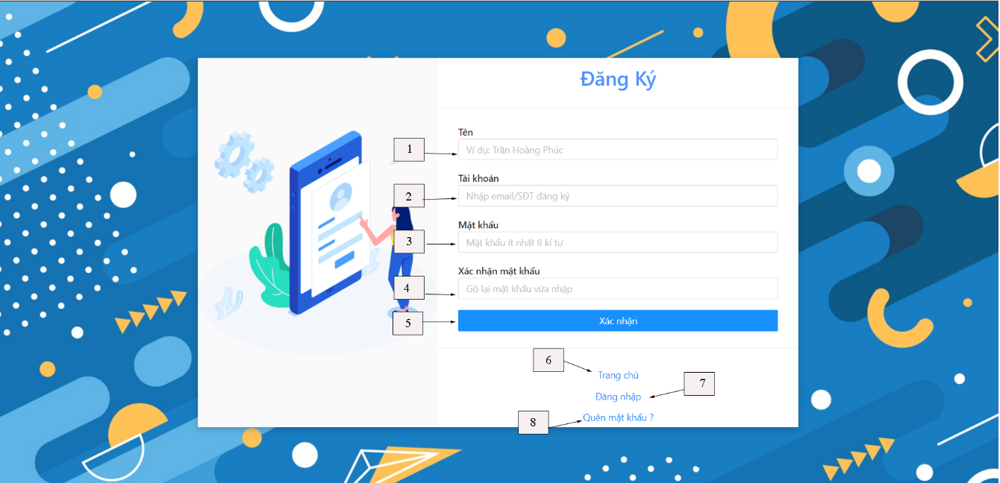 Đăng Ký
Tên
1
Ví dụ: Trần Hoàng Phúc
Tài khoản
2
Nhập email/SĐT đăng ký
Mật khẩu
3
Mật khẩu ít nhất 8 kí tự
Xác nhận mật khẩu
4
Gõ lại mật khẩu vừa nhập
5
Xác nhận
6
Trang chủ
7
Đăng nhập
8
Quên mật khẩu ?